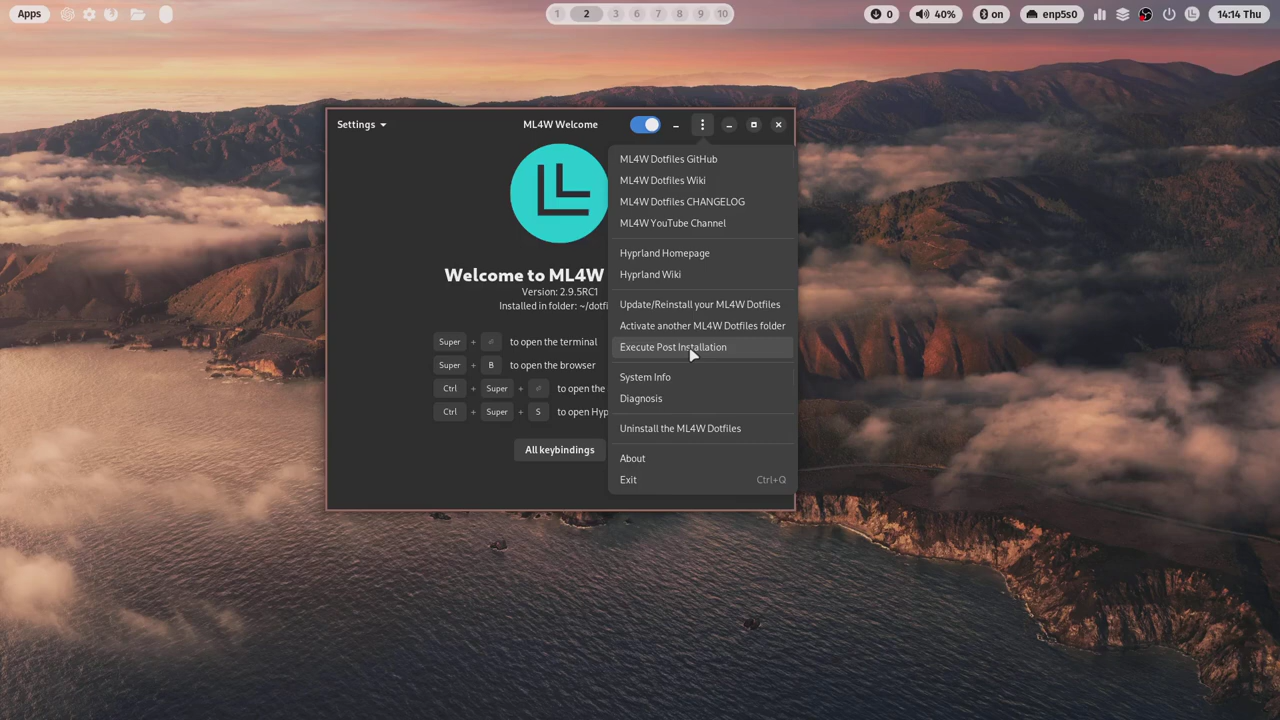 Apps
1 2 3 6 7 8 9 10
0
40%
on
enp5s0
14:14 Thu
Settings
ML4W Welcome
Welcome to ML4W
Version: 2.9.5RC1
Installed in folder: ~/dotfi
Super + ⏎ to open the terminal
Super + B to open the browser
Ctrl + Super + ⏎ to open the
Ctrl + Super + S to open Hyp
All keybindings
ML4W Dotfiles GitHub
ML4W Dotfiles Wiki
ML4W Dotfiles CHANGELOG
ML4W YouTube Channel
Hyprland Homepage
Hyprland Wiki
Update/Reinstall your ML4W Dotfiles
Activate another ML4W Dotfiles folder
Execute Post Installation
System Info
Diagnosis
Uninstall the ML4W Dotfiles
About
Exit Ctrl+Q